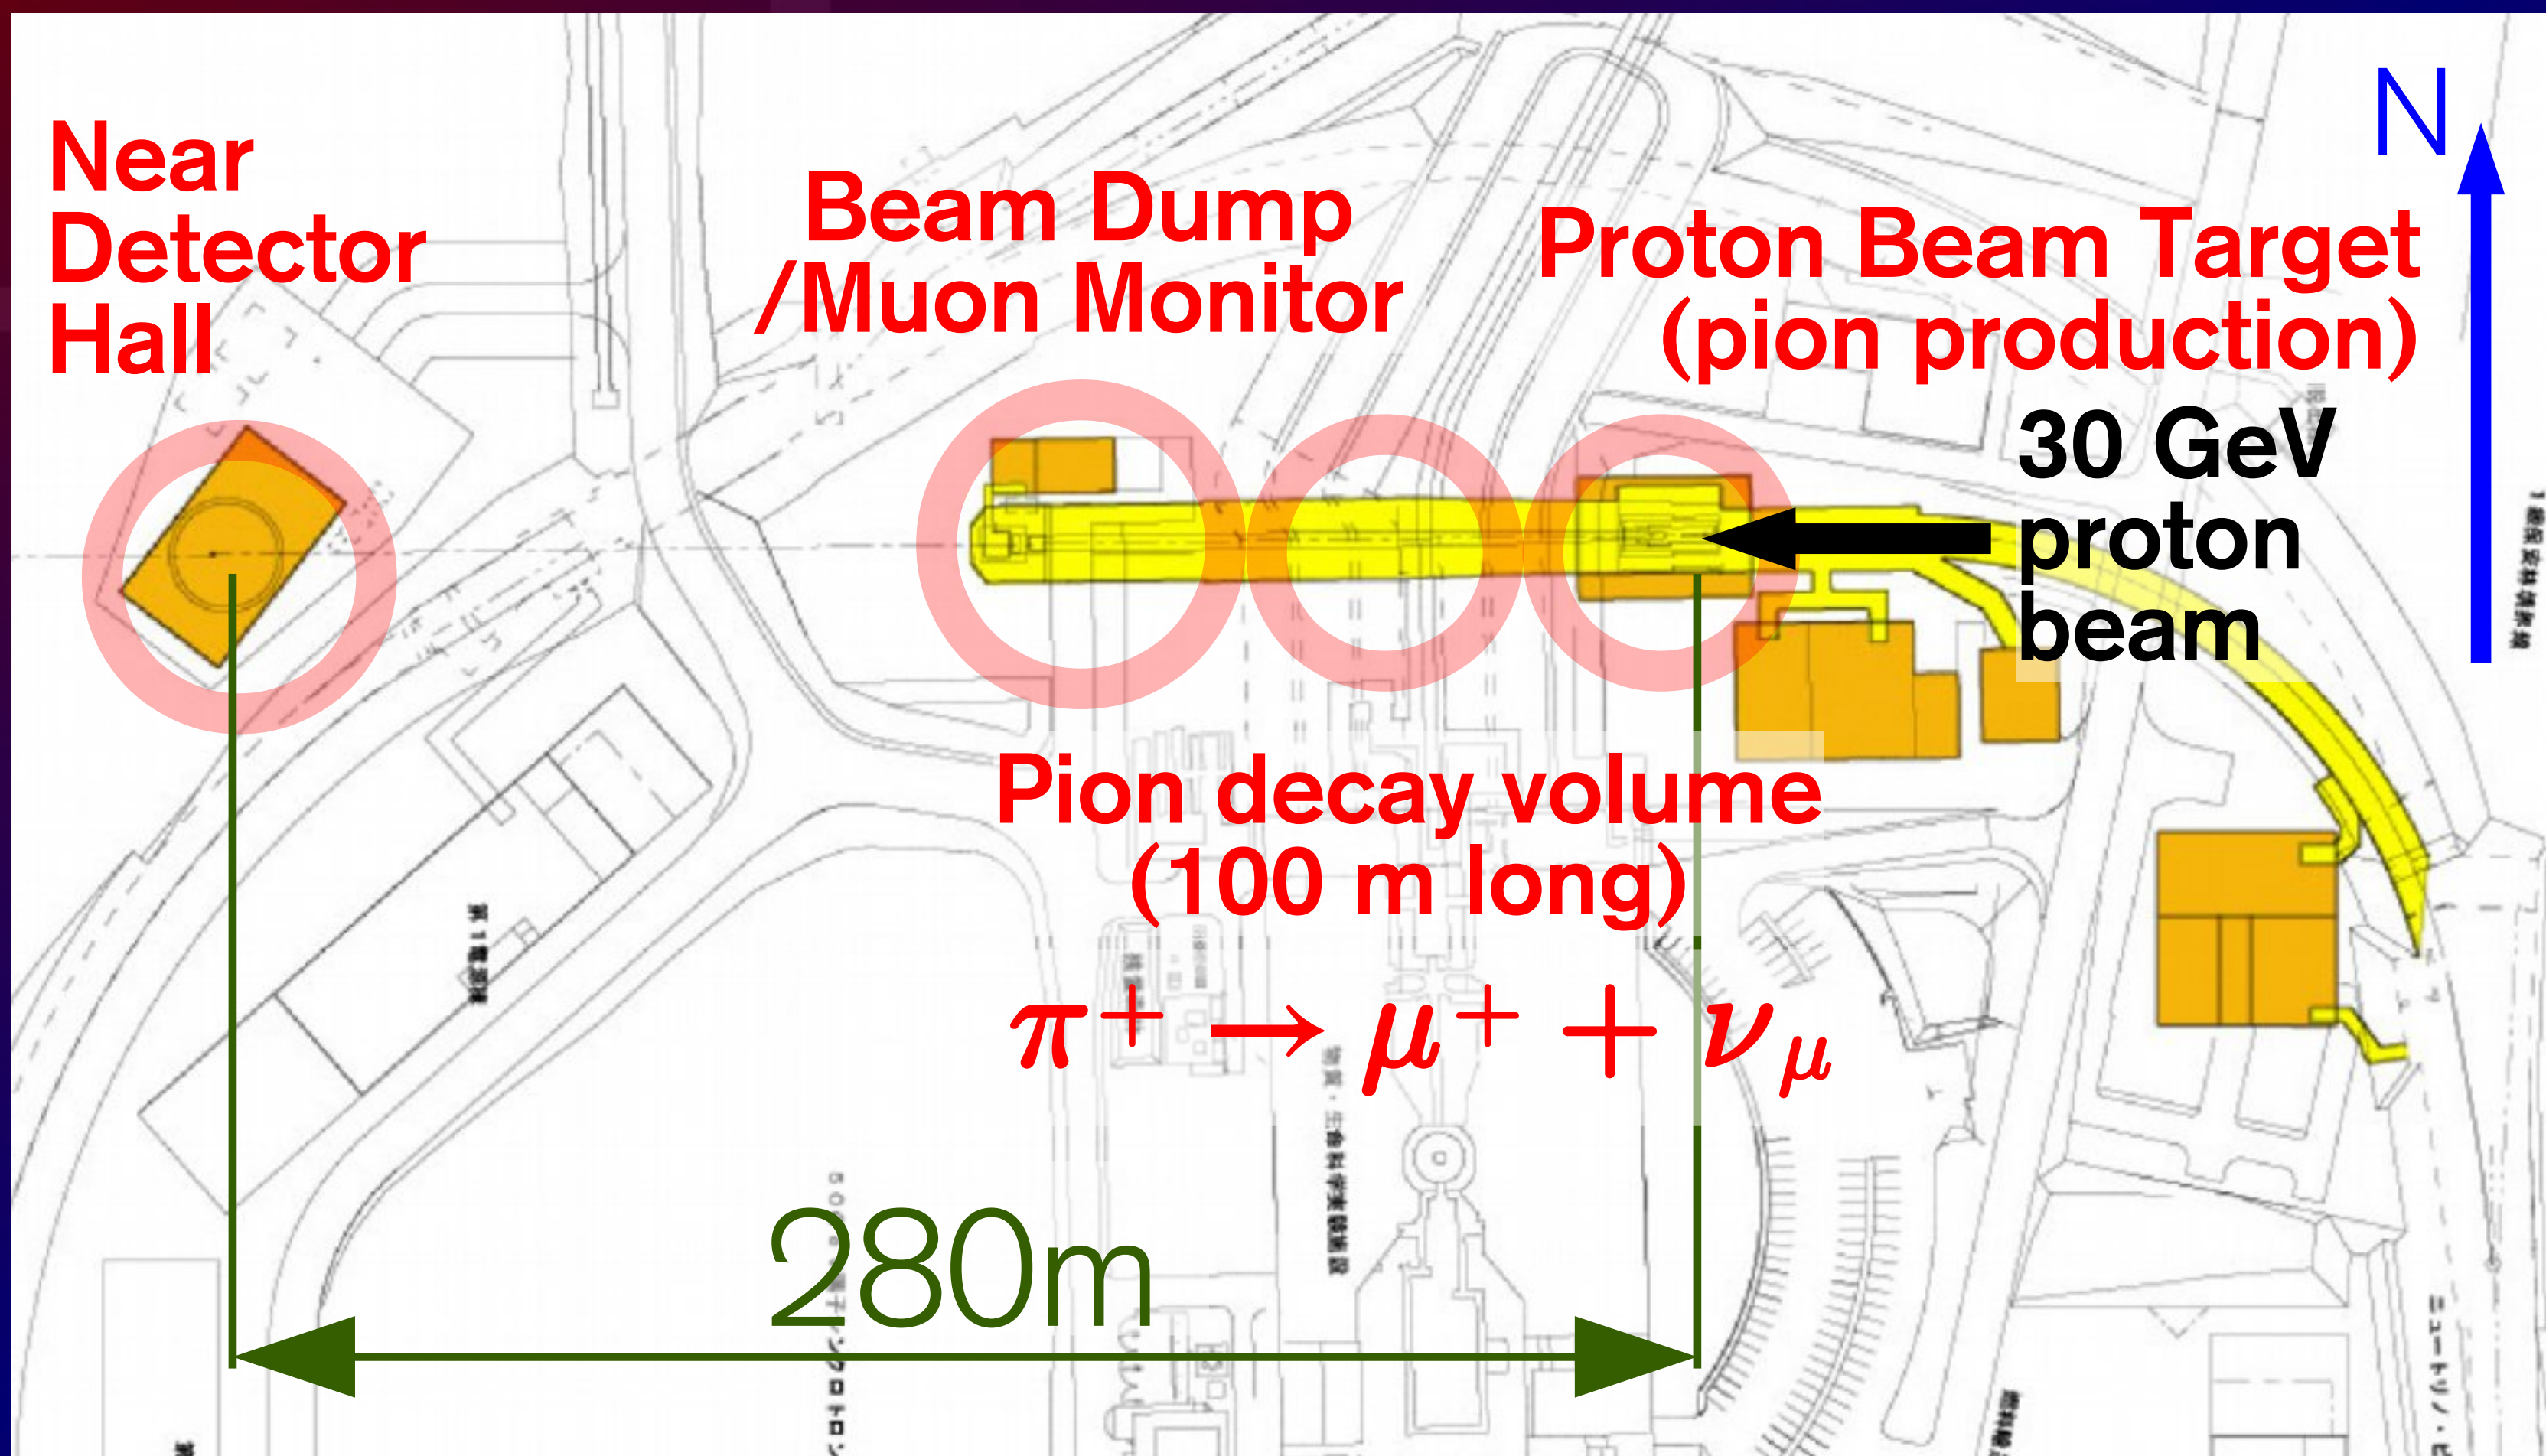 N
Near
Detector
Hall
Beam Dump
/Muon Monitor
Proton Beam Target
(pion production)
30 GeV
proton
beam
Pion decay volume
(100 m long)
π⁺ → μ⁺ + ν_μ
280m